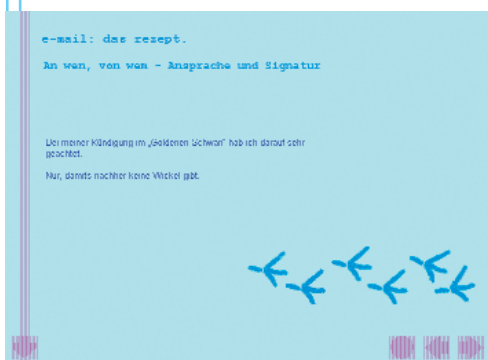 e-mail: das rezept.
An wen, von wem - Ansprache und Signatur
Bei meiner Kündigung im „Goldenen Schwan" hab ich darauf sehr
geachtet.
Nur, damits nachher keine Wickel gibt.